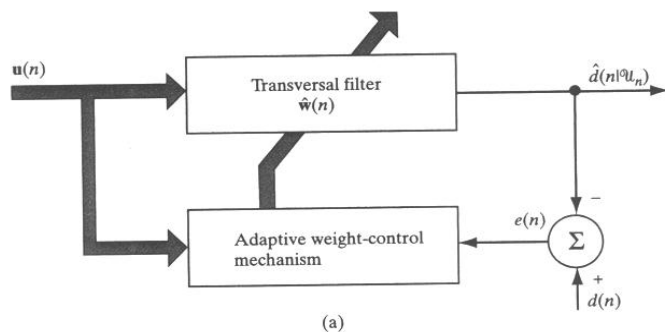 u(n)
Transversal filter
ŵ(n)
d̂(n|𝒰ₙ)
−
e(n)
Σ
Adaptive weight-control
mechanism
+
d(n)
(a)